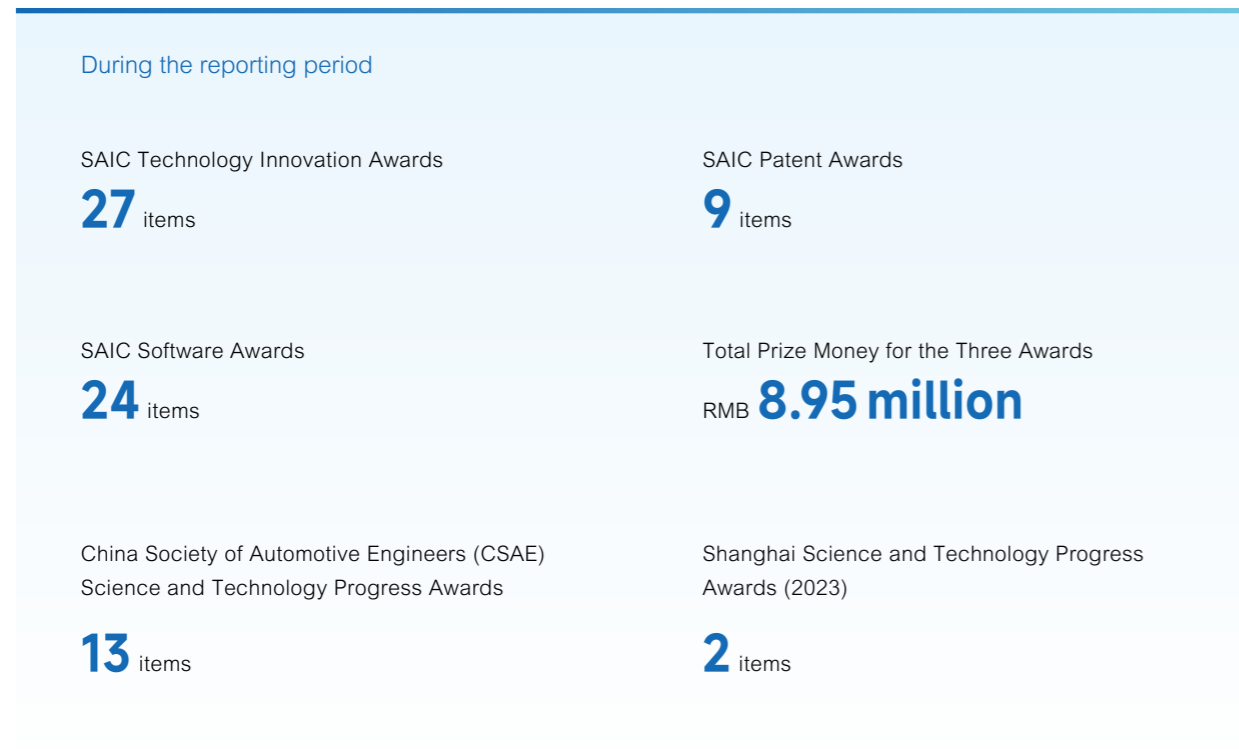 During the reporting period
SAIC Technology Innovation Awards
27 items
SAIC Patent Awards
9 items
SAIC Software Awards
24 items
Total Prize Money for the Three Awards
RMB 8.95 million
China Society of Automotive Engineers (CSAE)
Science and Technology Progress Awards
13 items
Shanghai Science and Technology Progress
Awards (2023)
2 items